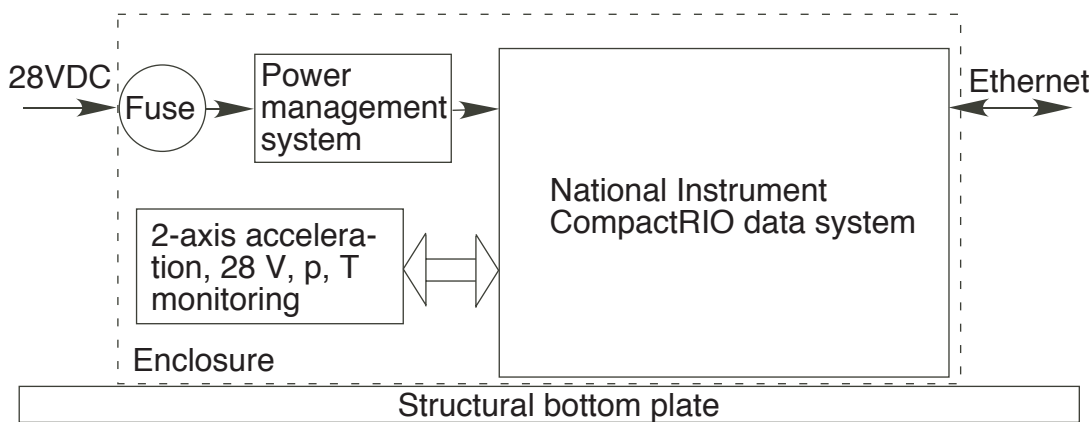 28VDC
Fuse
Power
management
system
Ethernet
National Instrument
CompactRIO data system
2-axis accelera-
tion, 28 V, p, T
monitoring
Enclosure
Structural bottom plate